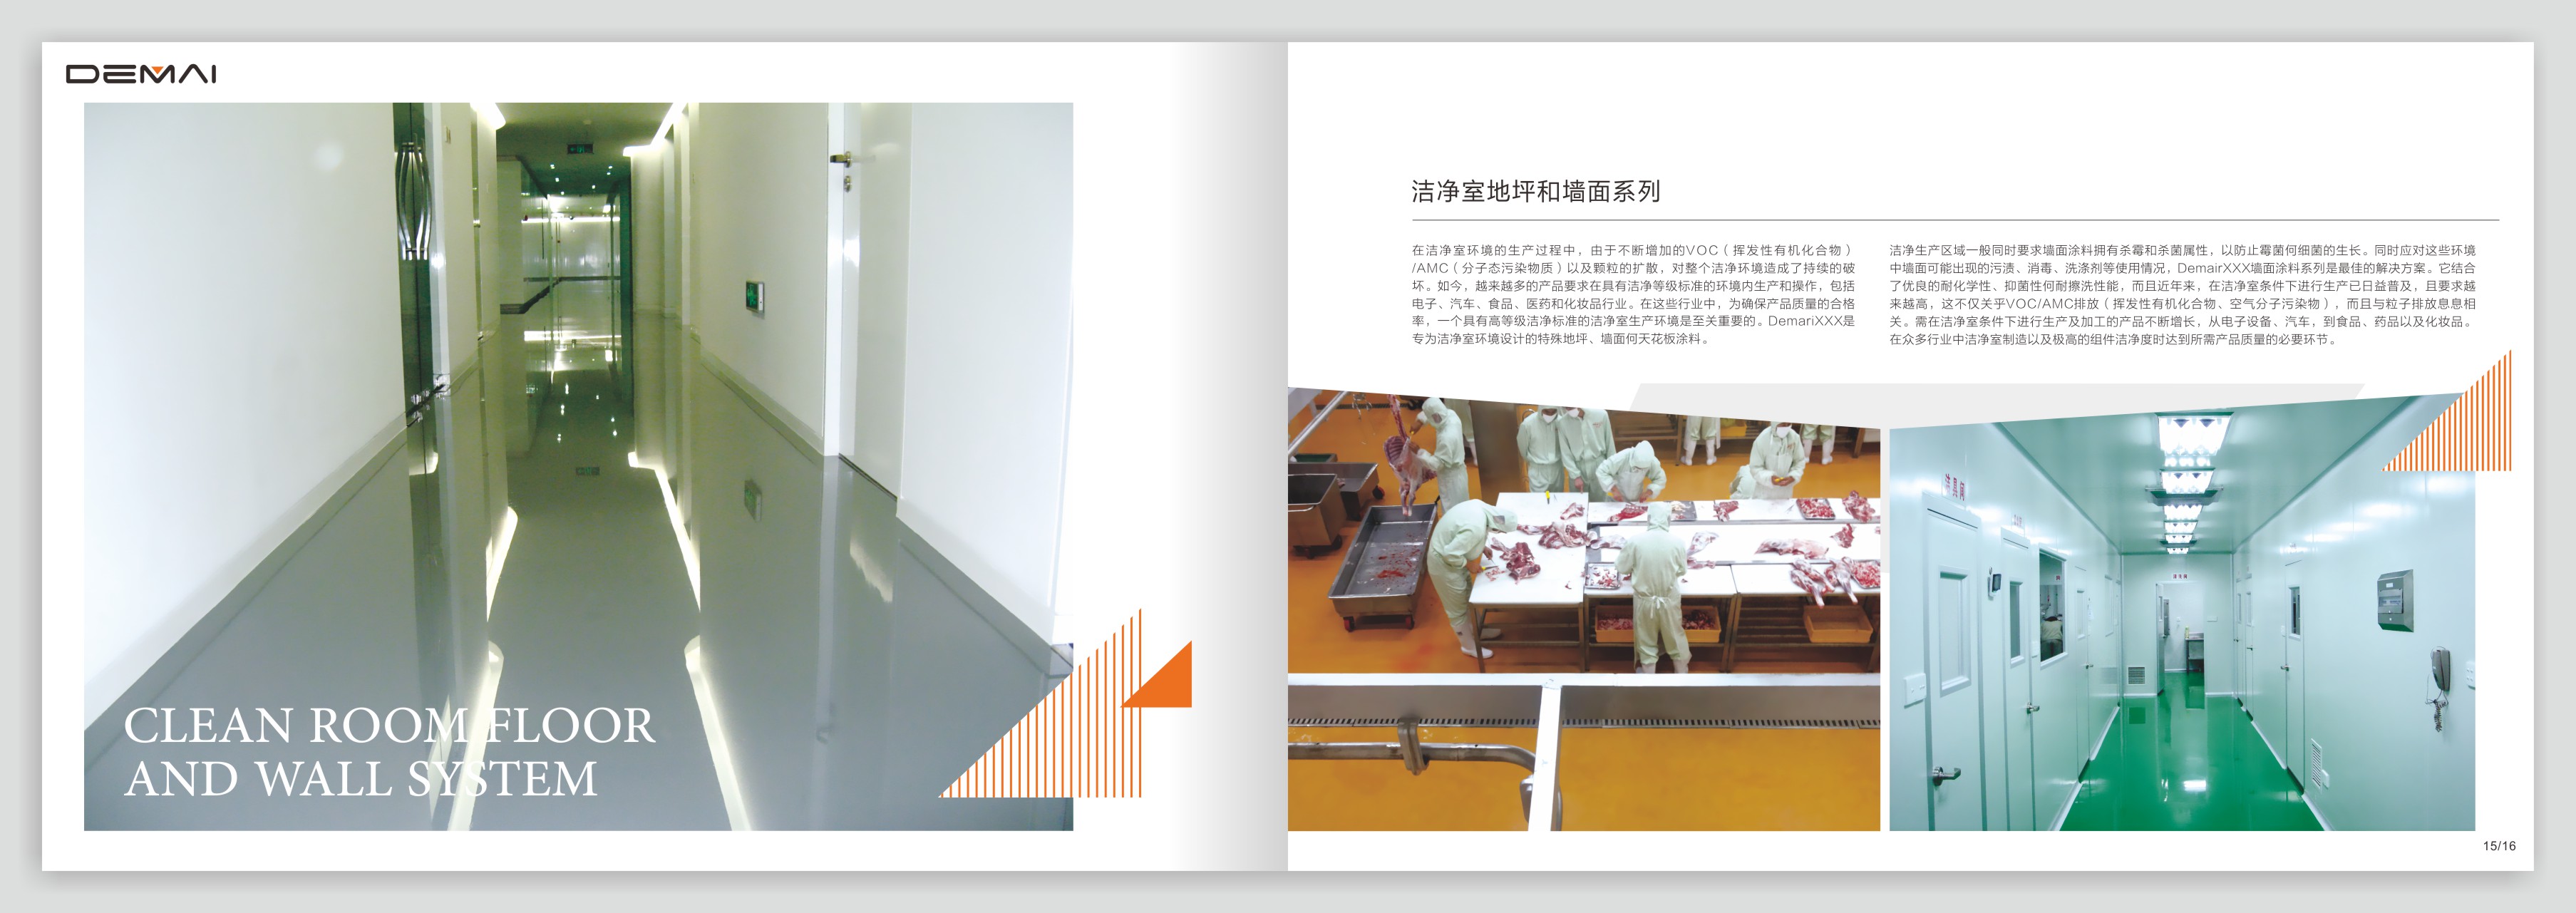 DEMAI
CLEAN ROOM FLOOR
AND WALL SYSTEM
洁净室地坪和墙面系列
在洁净室环境的生产过程中，由于不断增加的VOC（挥发性有机化合物）
/AMC（分子态污染物质）以及颗粒的扩散，对整个洁净环境造成了持续的破
坏。如今，越来越多的产品要求在具有洁净等级标准的环境内生产和操作，包括
电子、汽车、食品、医药和化妆品行业。在这些行业中，为确保产品质量的合格
率，一个具有高等级洁净标准的洁净室生产环境是至关重要的。DemariXXX是
专为洁净室环境设计的特殊地坪、墙面何天花板涂料。
洁净生产区域一般同时要求墙面涂料拥有杀霉和杀菌属性，以防止霉菌何细菌的生长。同时应对这些环境
中墙面可能出现的污渍、消毒、洗涤剂等使用情况，DemairXXX墙面涂料系列是最佳的解决方案。它结合
了优良的耐化学性、抑菌性何耐擦洗性能，而且近年来，在洁净室条件下进行生产已日益普及，且要求越
来越高，这不仅关乎VOC/AMC排放（挥发性有机化合物、空气分子污染物），而且与粒子排放息息相
关。需在洁净室条件下进行生产及加工的产品不断增长，从电子设备、汽车，到食品、药品以及化妆品。
在众多行业中洁净室制造以及极高的组件洁净度时达到所需产品质量的必要环节。
15/16